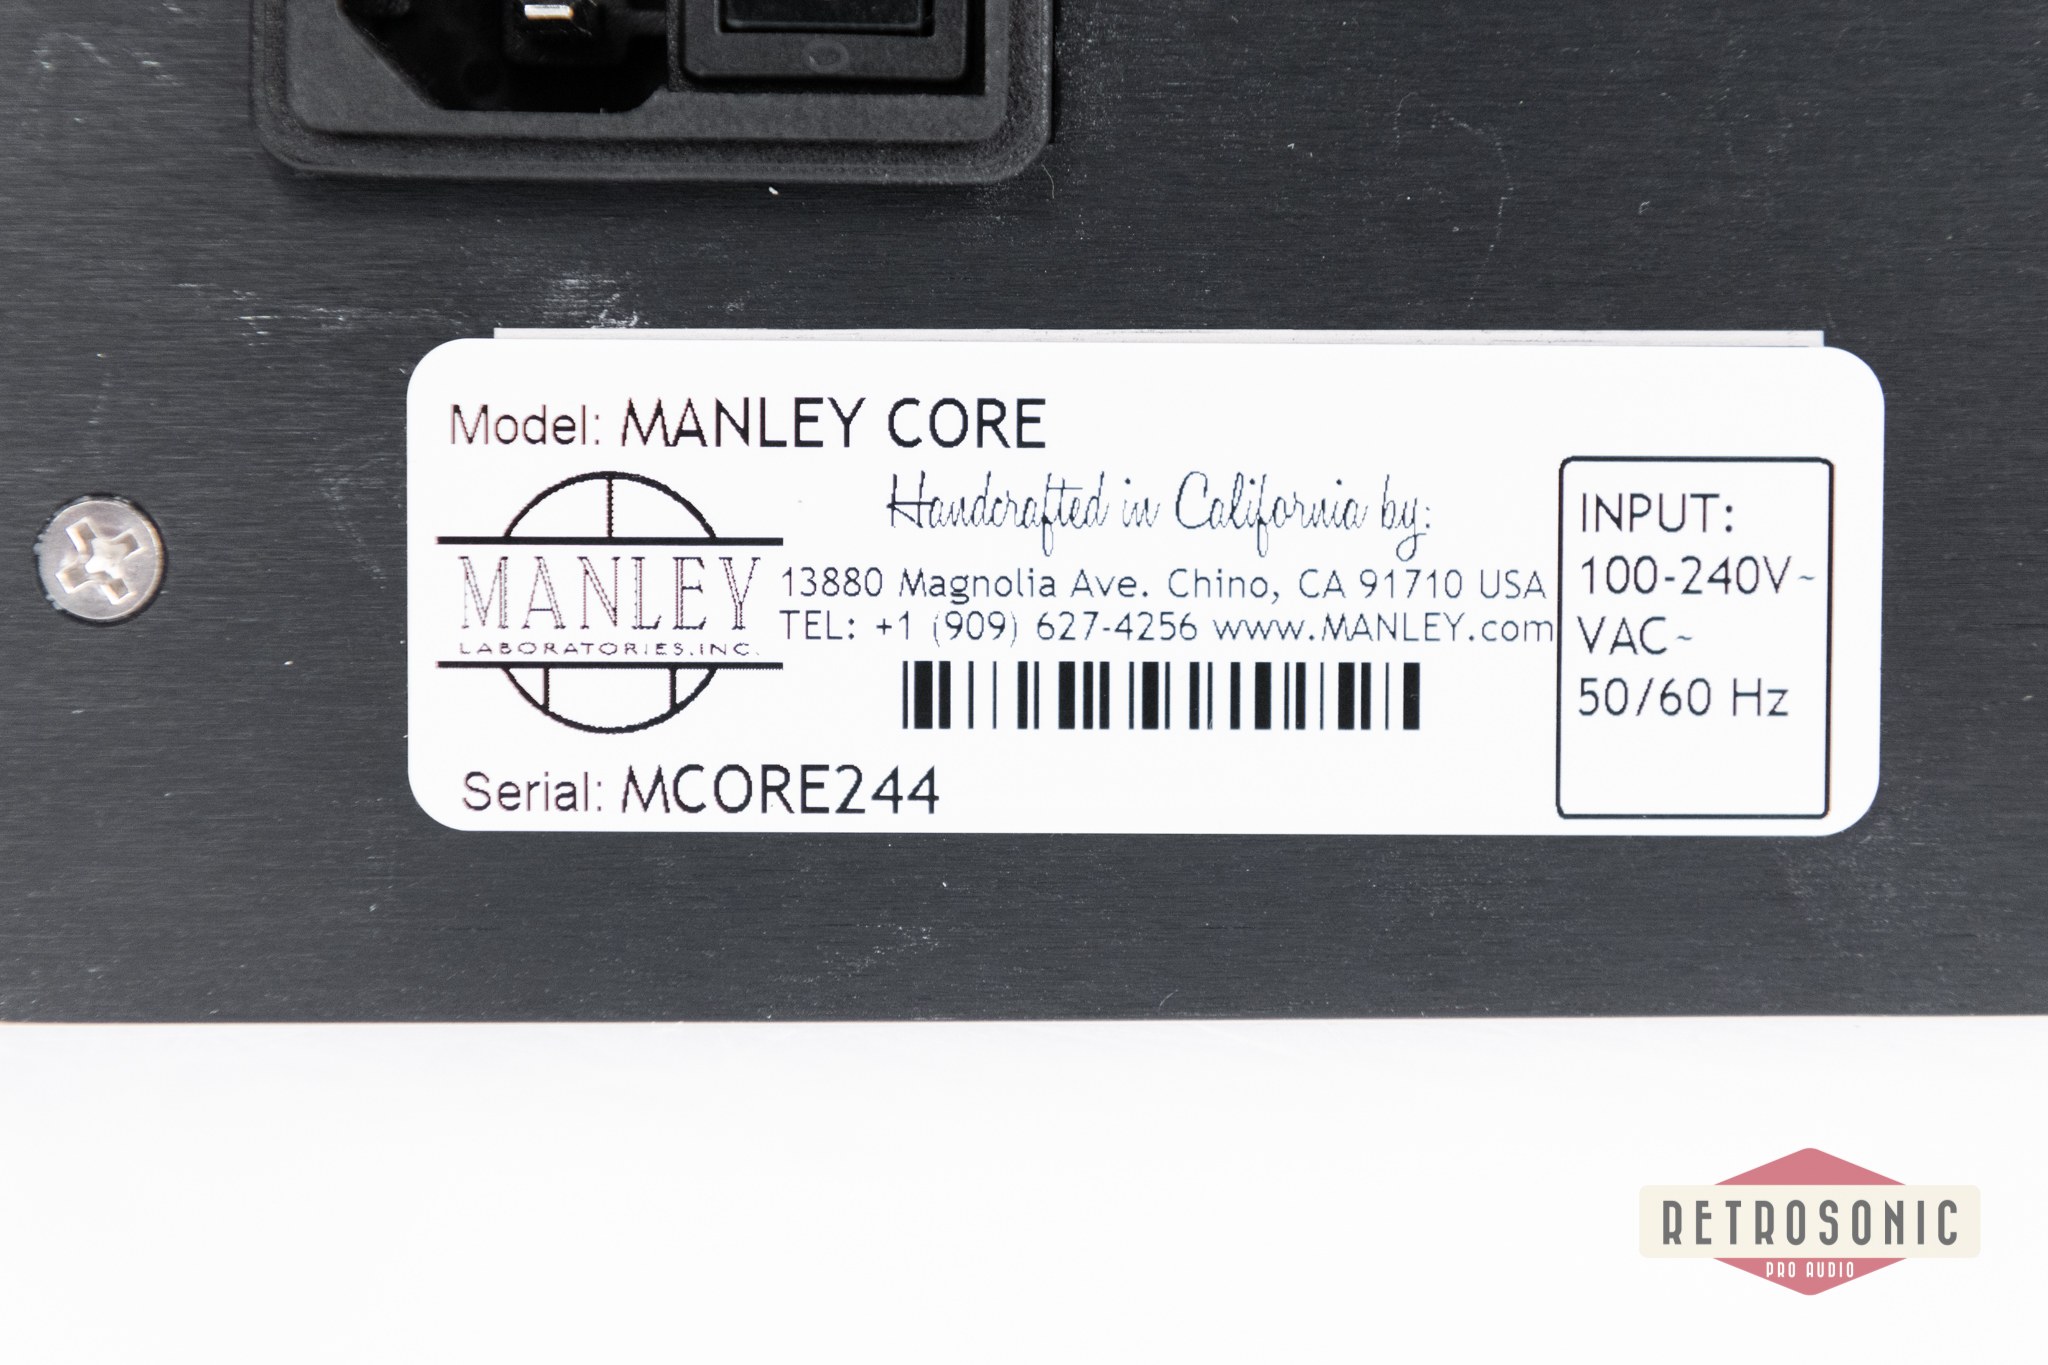 Model: MANLEY CORE
Handcrafted in California by:
MANLEY
LABORATORIES, INC.
13880 Magnolia Ave. Chino, CA 91710 USA
TEL: +1 (909) 627-4256 www.MANLEY.com
Serial: MCORE244
INPUT:
100-240V~
VAC~
50/60 Hz
RETROSONIC
PRO AUDIO